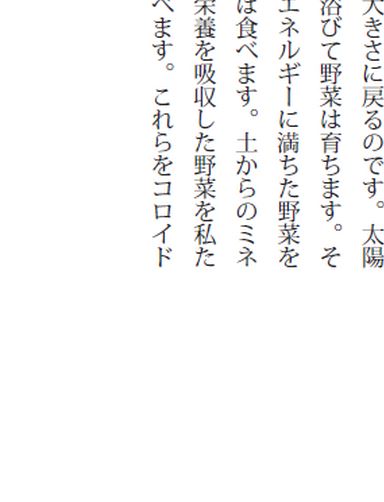 大きさに戻るのです。太陽
浴びて野菜は育ちます。そ
エネルギーに満ちた野菜を
は食べます。土からのミネ
栄養を吸収した野菜を私た
べます。これらをコロイド